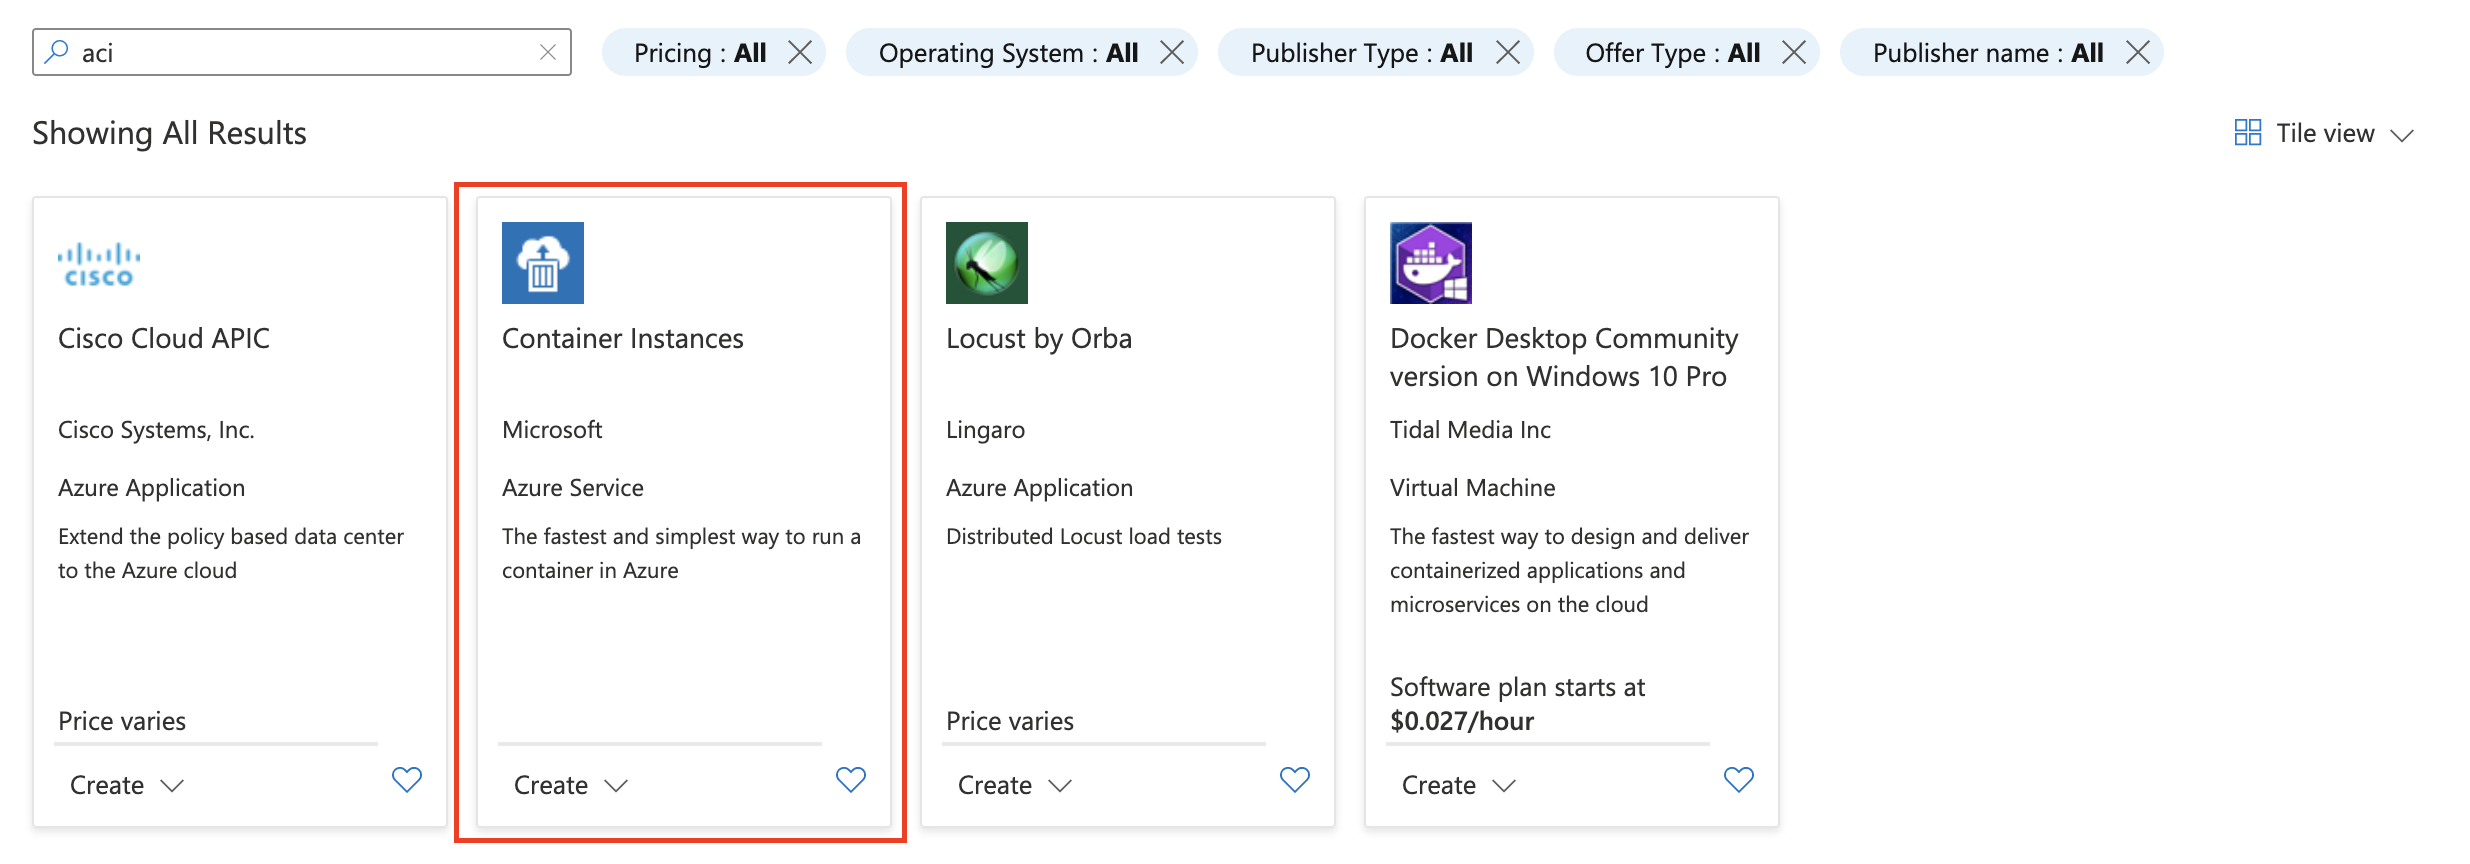 aci
Pricing : All
Operating System : All
Publisher Type : All
Offer Type : All
Publisher name : All
Showing All Results
Tile view
CISCO
Cisco Cloud APIC
Cisco Systems, Inc.
Azure Application
Extend the policy based data center
to the Azure cloud
Price varies
Create
Container Instances
Microsoft
Azure Service
The fastest and simplest way to run a
container in Azure
Create
Locust by Orba
Lingaro
Azure Application
Distributed Locust load tests
Price varies
Create
Docker Desktop Community
version on Windows 10 Pro
Tidal Media Inc
Virtual Machine
The fastest way to design and deliver
containerized applications and
microservices on the cloud
Software plan starts at
$0.027/hour
Create